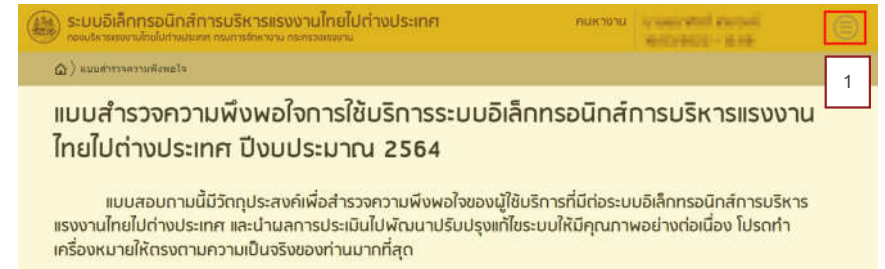 ระบบอิเล็กทรอนิกส์การบริหารแรงงานไทยไปต่างประเทศ
กองบริหารแรงงานไทยไปต่างประเทศ กรมการจัดหางาน กระทรวงแรงงาน
คนหางาน
แบบสำรวจความพึงพอใจ
1
แบบสำรวจความพึงพอใจการใช้บริการระบบอิเล็กทรอนิกส์การบริหารแรงงาน
ไทยไปต่างประเทศ ปีงบประมาณ 2564
แบบสอบถามนี้มีวัตถุประสงค์เพื่อสำรวจความพึงพอใจของผู้ใช้บริการที่มีต่อระบบอิเล็กทรอนิกส์การบริหาร
แรงงานไทยไปต่างประเทศ และนำผลการประเมินไปพัฒนาปรับปรุงแก้ไขระบบให้มีคุณภาพอย่างต่อเนื่อง โปรดทำ
เครื่องหมายให้ตรงตามความเป็นจริงของท่านมากที่สุด